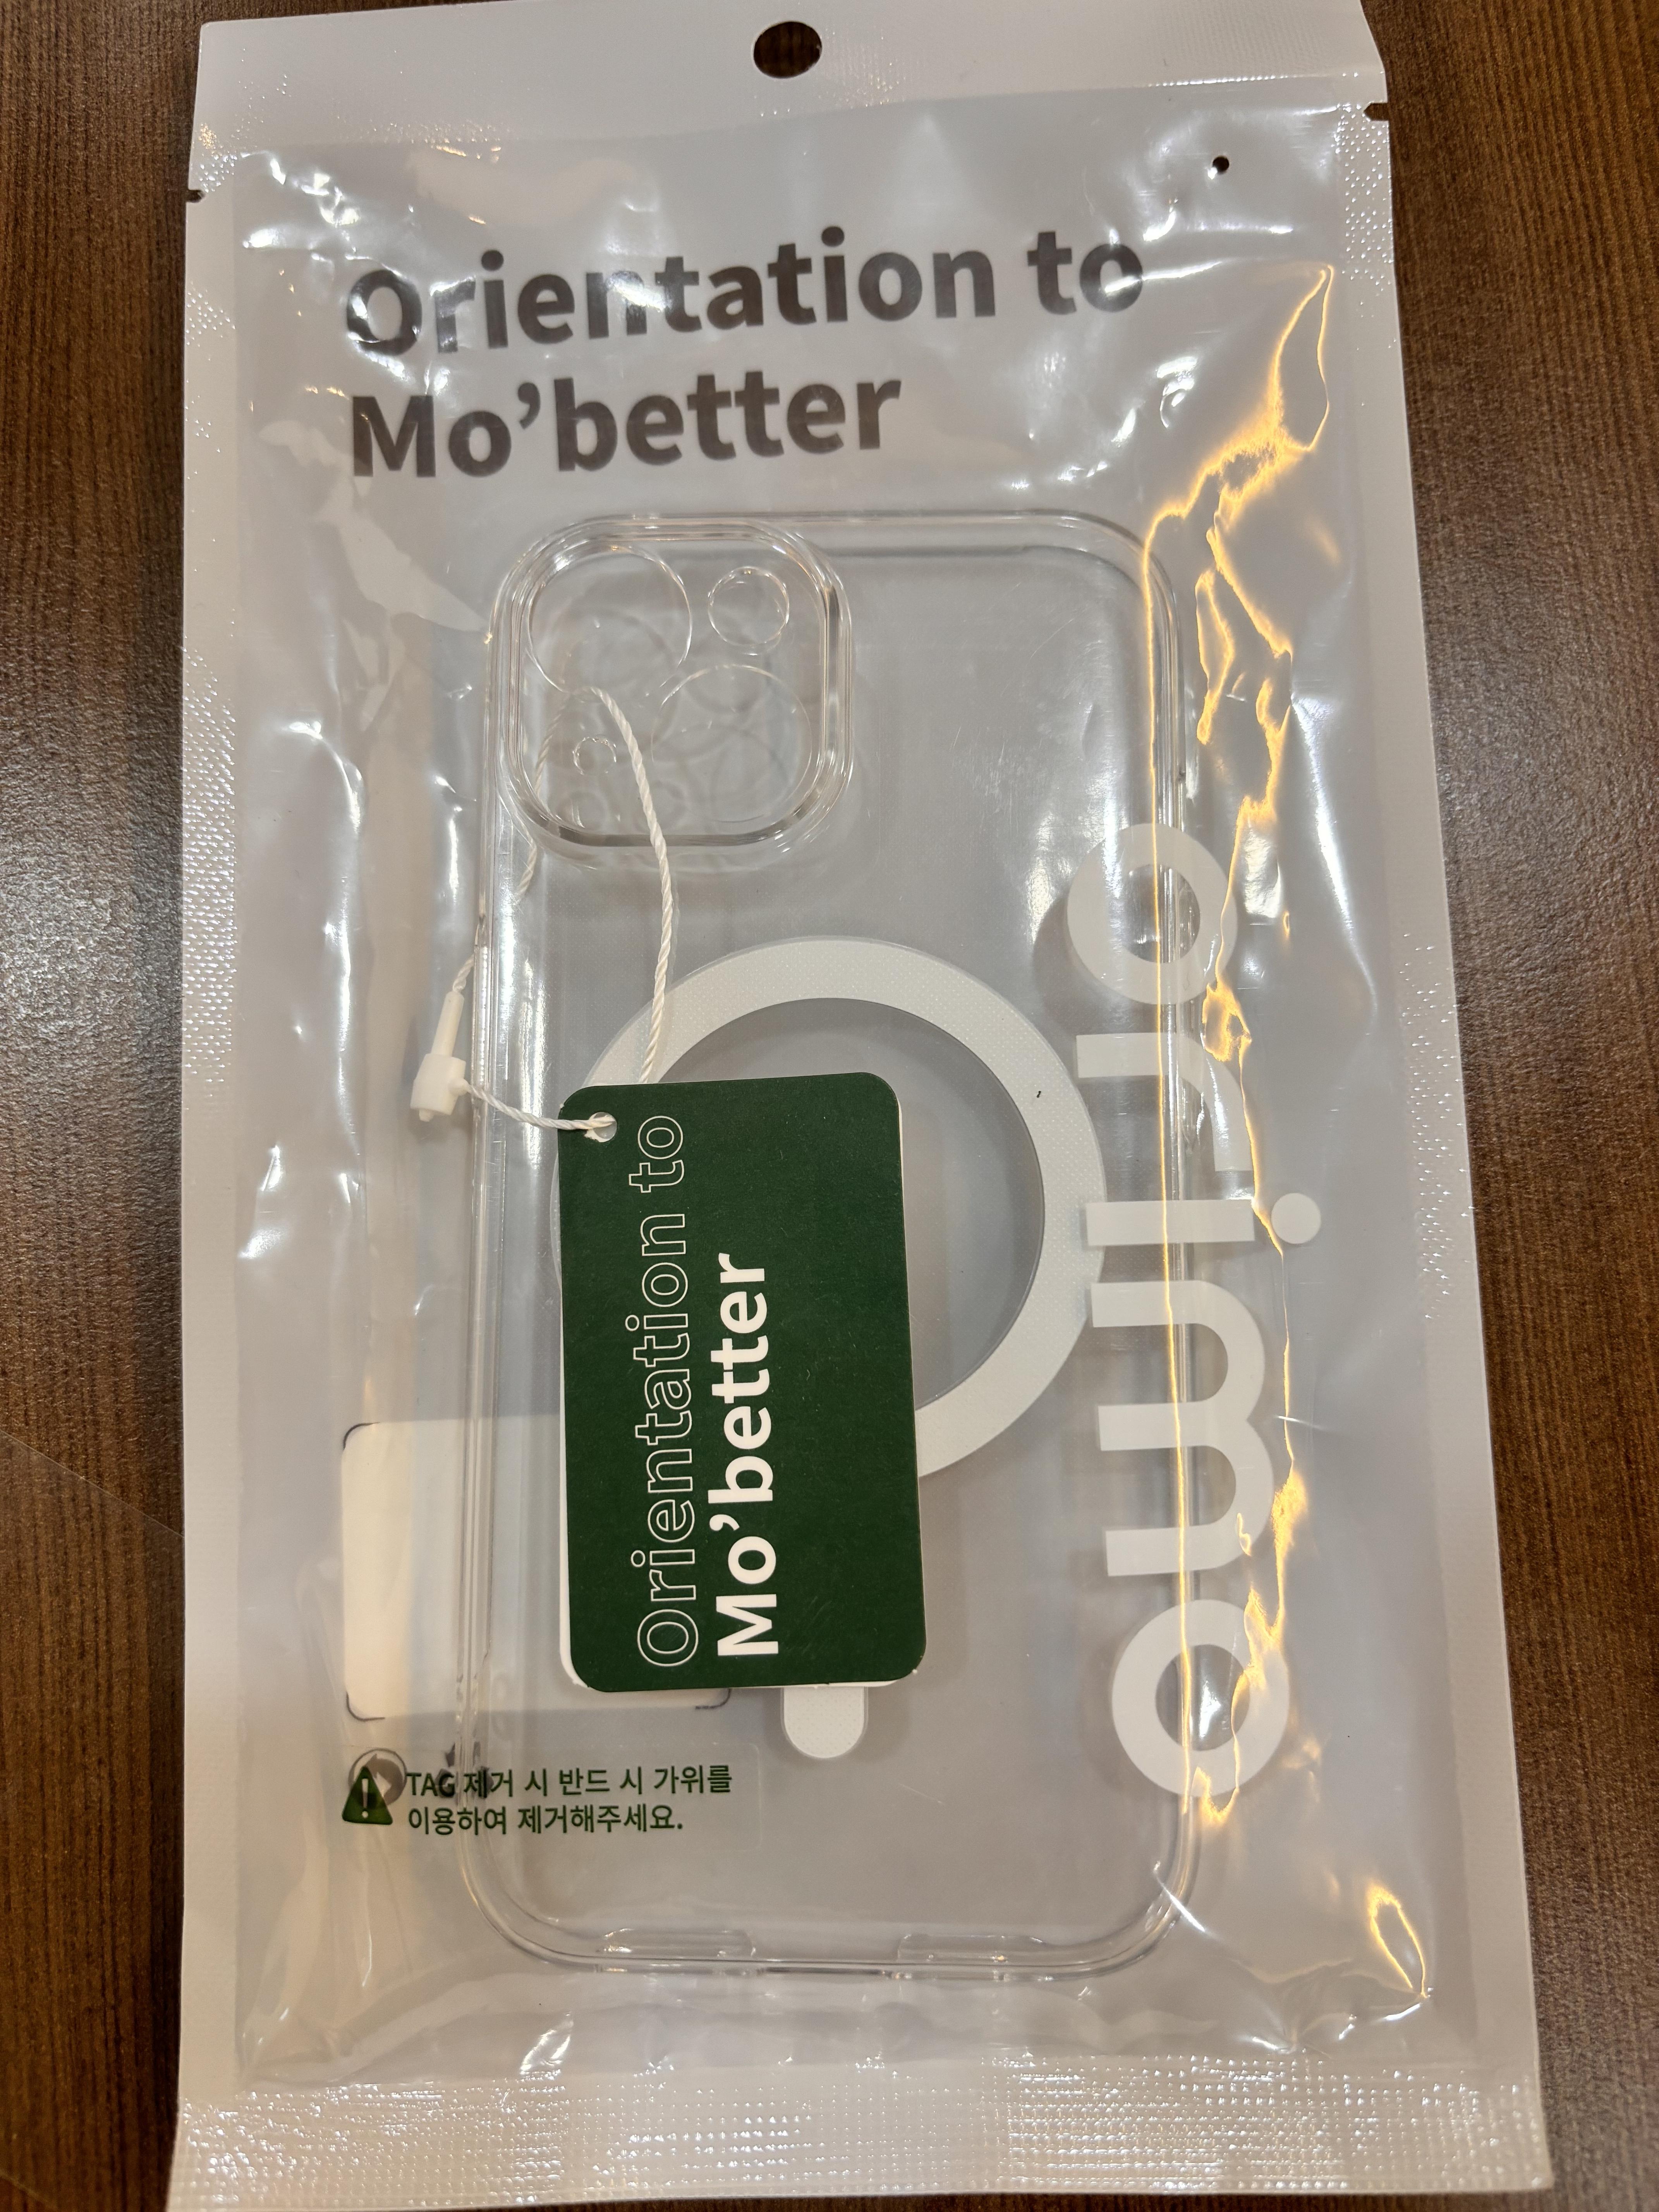 Orientation to
Mo’better
Orientation to
Mo’better
orimo
TAG 제거 시 반드 시 가위를
이용하여 제거해주세요.